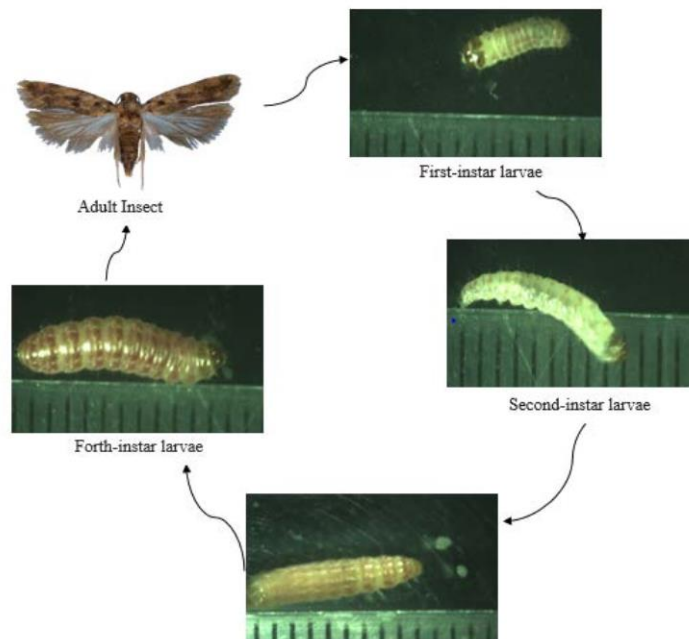 First-instar larvae
Adult Insect
Second-instar larvae
Forth-instar larvae